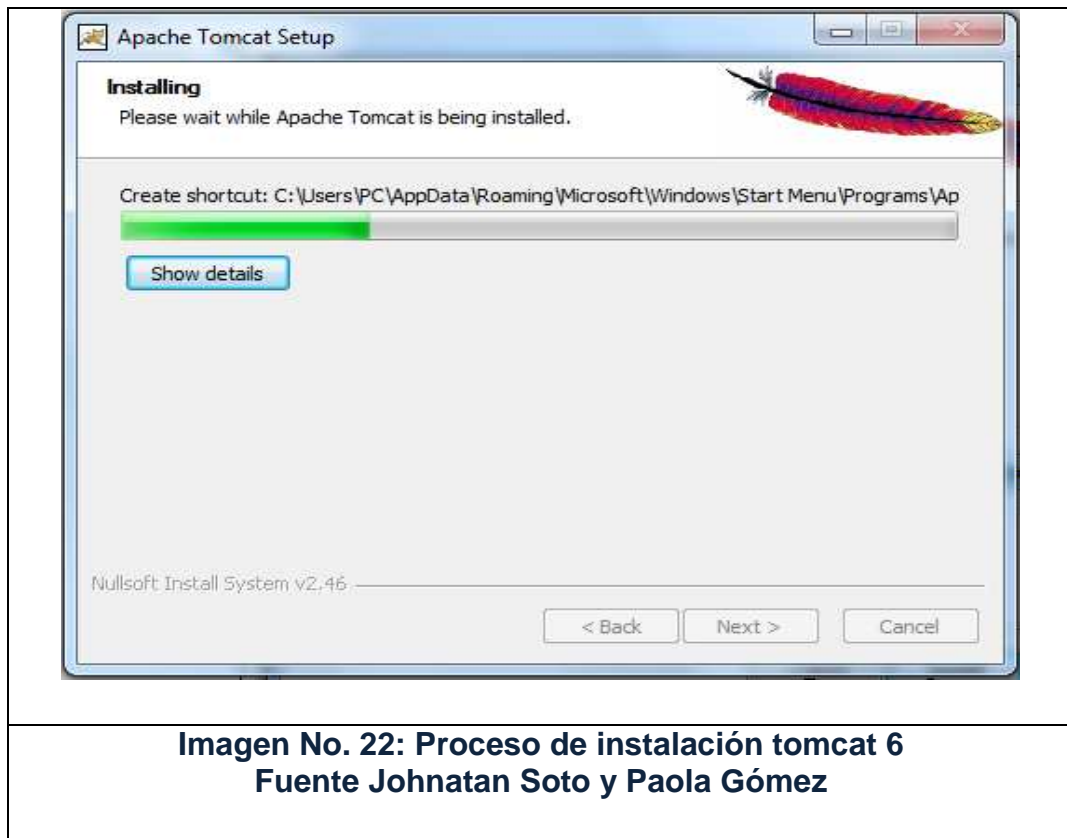 Apache Tomcat Setup
Installing
Please wait while Apache Tomcat is being installed.
Create shortcut: C:\Users\PC\AppData\Roaming\Microsoft\Windows\Start Menu\Programs\Ap
Show details
Nullsoft Install System v2.46
< Back Next > Cancel
Imagen No. 22: Proceso de instalación tomcat 6
Fuente Johnatan Soto y Paola Gómez